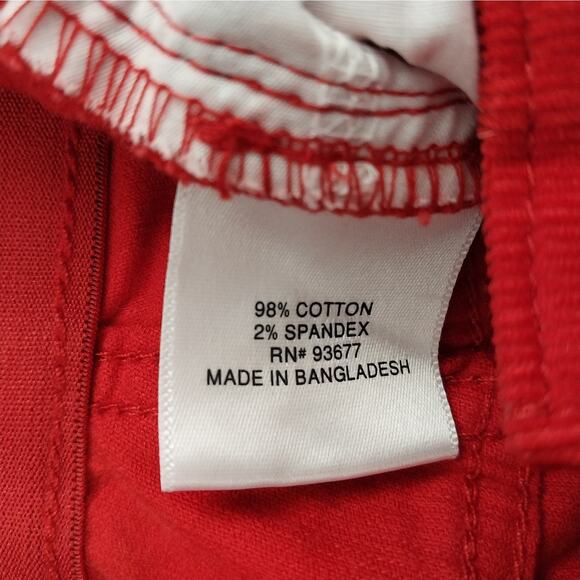 98% COTTON
2% SPANDEX
RN# 93677
MADE IN BANGLADESH